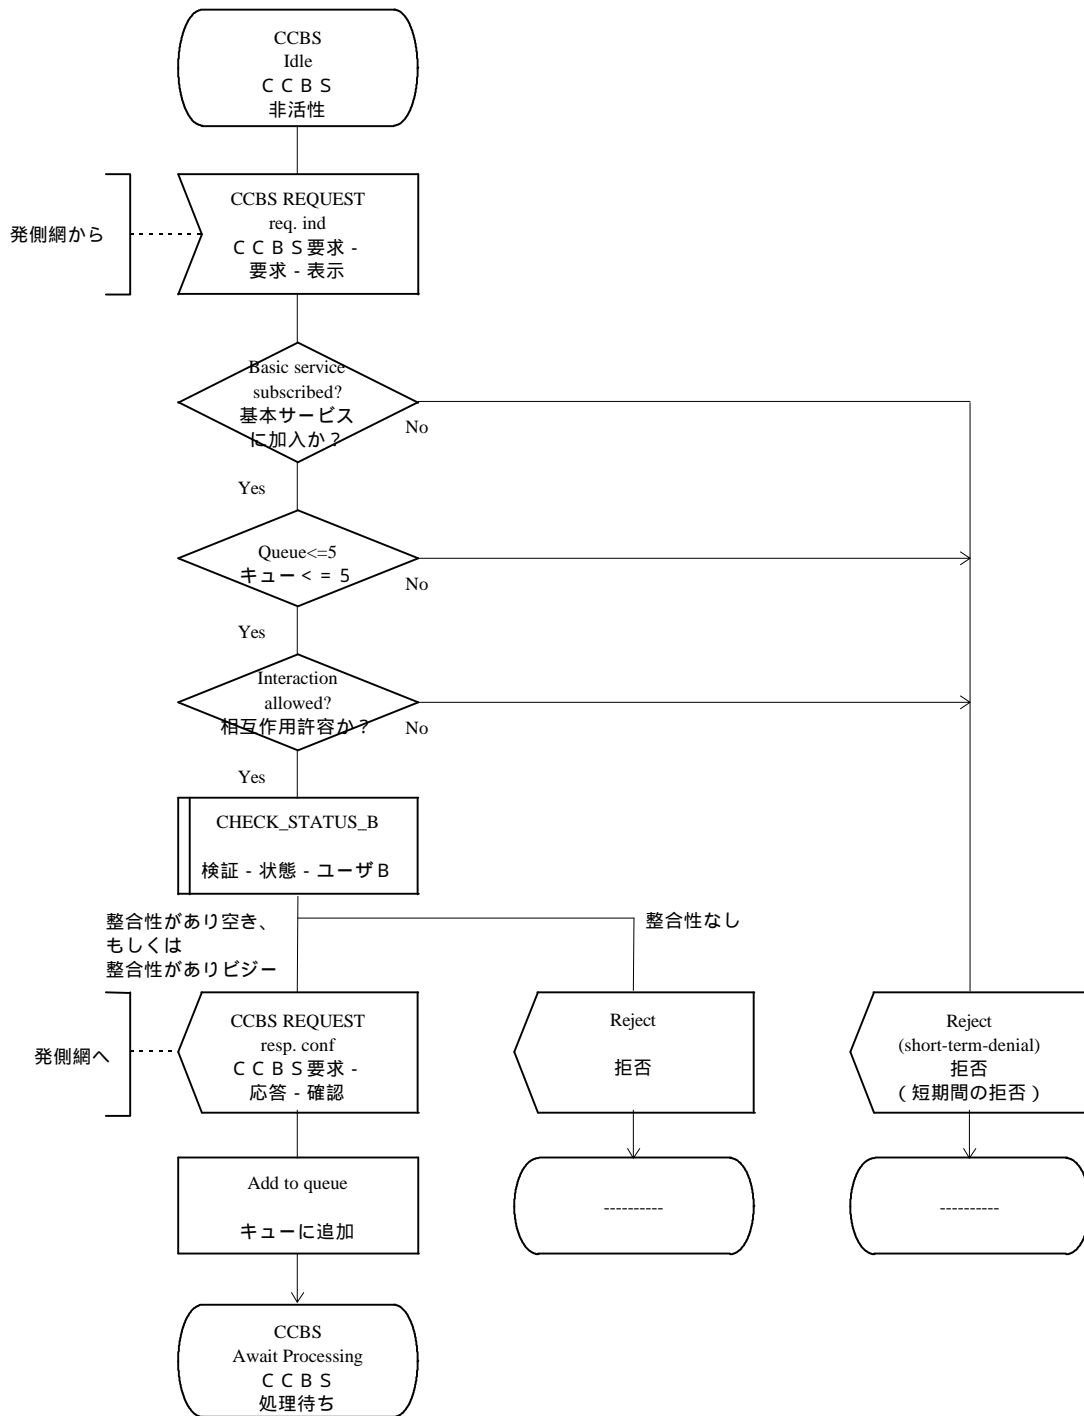 CCBS
Idle
ＣＣＢＳ
非活性
発側網から
CCBS REQUEST
req. ind
ＣＣＢＳ要求 -
要求 - 表示
Basic service
subscribed?
基本サービス
に加入か？
No
Yes
Queue<=5
キュー<＝５
No
Yes
Interaction
allowed?
相互作用許容か？
No
Yes
CHECK_STATUS_B
検証 - 状態 - ユーザＢ
整合性があり空き、
もしくは
整合性がありビジー
整合性なし
発側網へ
CCBS REQUEST
resp. conf
ＣＣＢＳ要求 -
応答 - 確認
Reject
拒否
Reject
(short-term-denial)
拒否
（短期間の拒否）
Add to queue
キューに追加
----------
----------
CCBS
Await Processing
ＣＣＢＳ
処理待ち